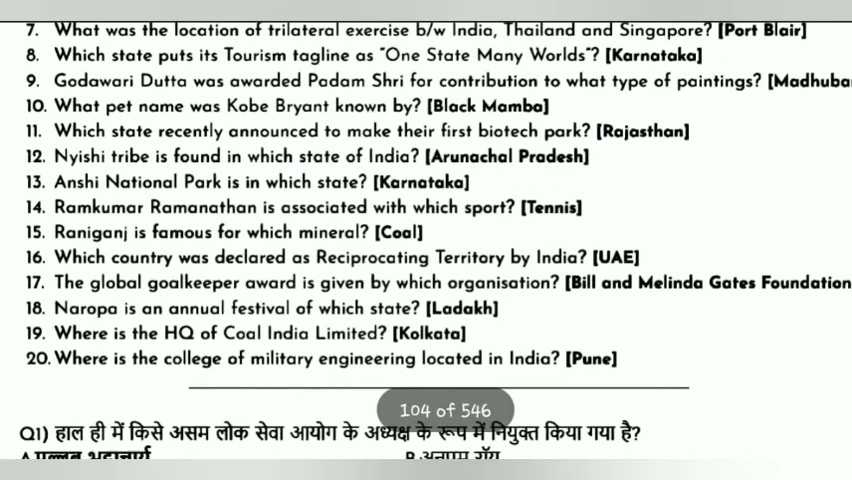 7. What was the location of trilateral exercise b/w India, Thailand and Singapore? [Port Blair]
8. Which state puts its Tourism tagline as "One State Many Worlds"? [Karnataka]
9. Godawari Dutta was awarded Padam Shri for contribution to what type of paintings? [Madhuba
10. What pet name was Kobe Bryant known by? [Black Mamba]
11. Which state recently announced to make their first biotech park? [Rajasthan]
12. Nyishi tribe is found in which state of India? [Arunachal Pradesh]
13. Anshi National Park is in which state? [Karnataka]
14. Ramkumar Ramanathan is associated with which sport? [Tennis]
15. Raniganj is famous for which mineral? [Coal]
16. Which country was declared as Reciprocating Territory by India? [UAE]
17. The global goalkeeper award is given by which organisation? [Bill and Melinda Gates Foundation
18. Naropa is an annual festival of which state? [Ladakh]
19. Where is the HQ of Coal India Limited? [Kolkata]
20. Where is the college of military engineering located in India? [Pune]
104 of 546
Q1) हाल ही में किसे असम लोक सेवा आयोग के अध्यक्ष के रूप में नियुक्त किया गया है?
A.पल्लब भट्टाचार्य B.अनुपम रॉय